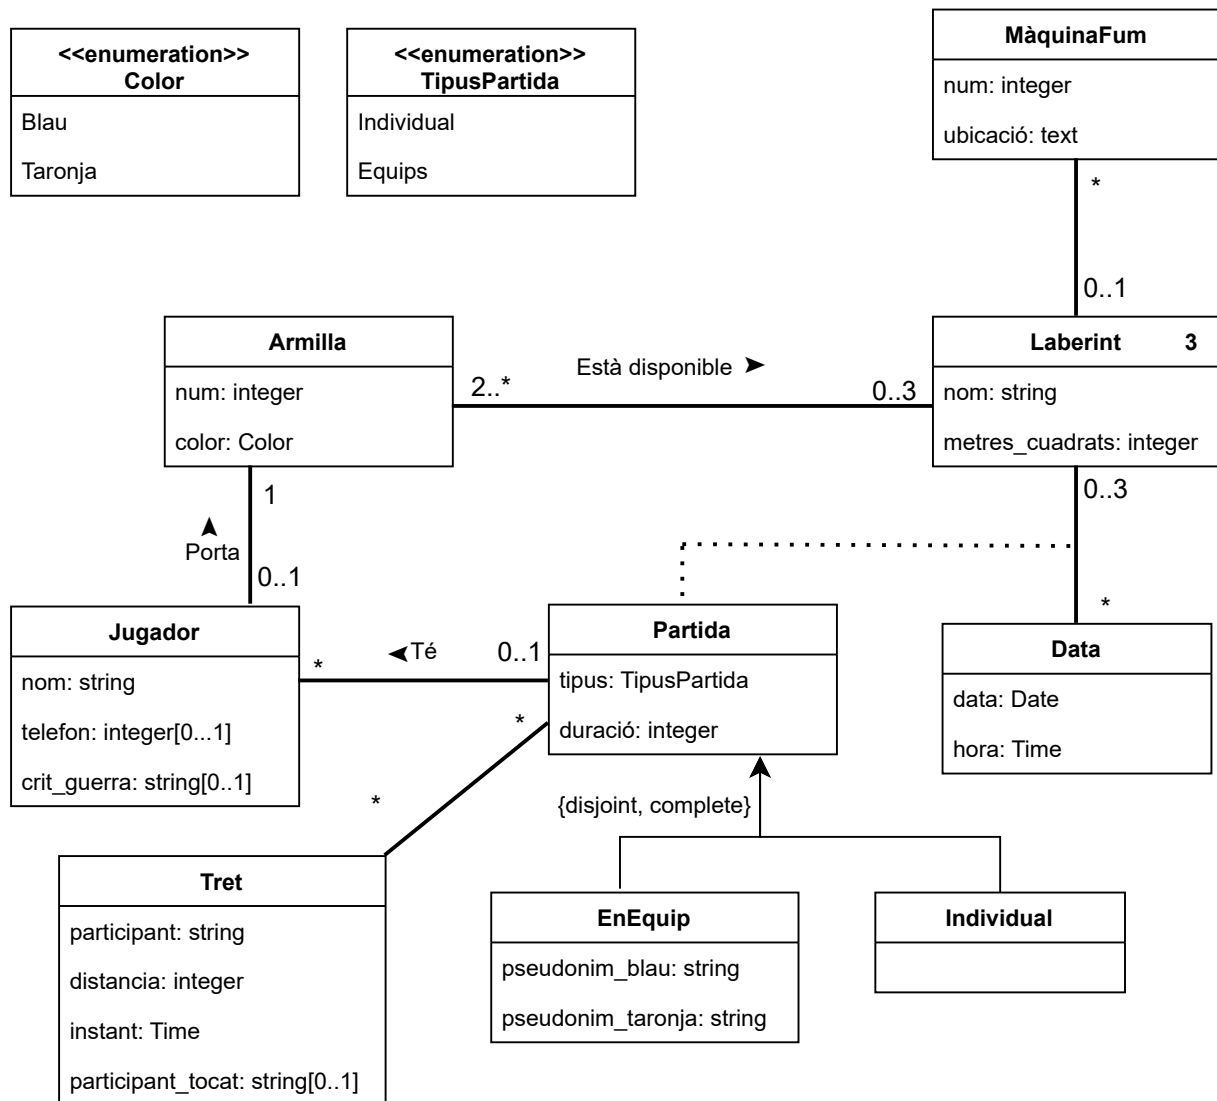 <<enumeration>>
Color
Blau
Taronja
<<enumeration>>
TipusPartida
Individual
Equips
MàquinaFum
num: integer
ubicació: text
*
0..1
Armilla
num: integer
color: Color
2..*
Està disponible
0..3
Laberint 3
nom: string
metres_cuadrats: integer
1
Porta
0..1
0..3
*
Jugador
nom: string
telefon: integer[0...1]
crit_guerra: string[0..1]
*
Té
0..1
Partida
tipus: TipusPartida
duració: integer
Data
data: Date
hora: Time
*
*
{disjoint, complete}
Tret
participant: string
distancia: integer
instant: Time
participant_tocat: string[0..1]
EnEquip
pseudonim_blau: string
pseudonim_taronja: string
Individual